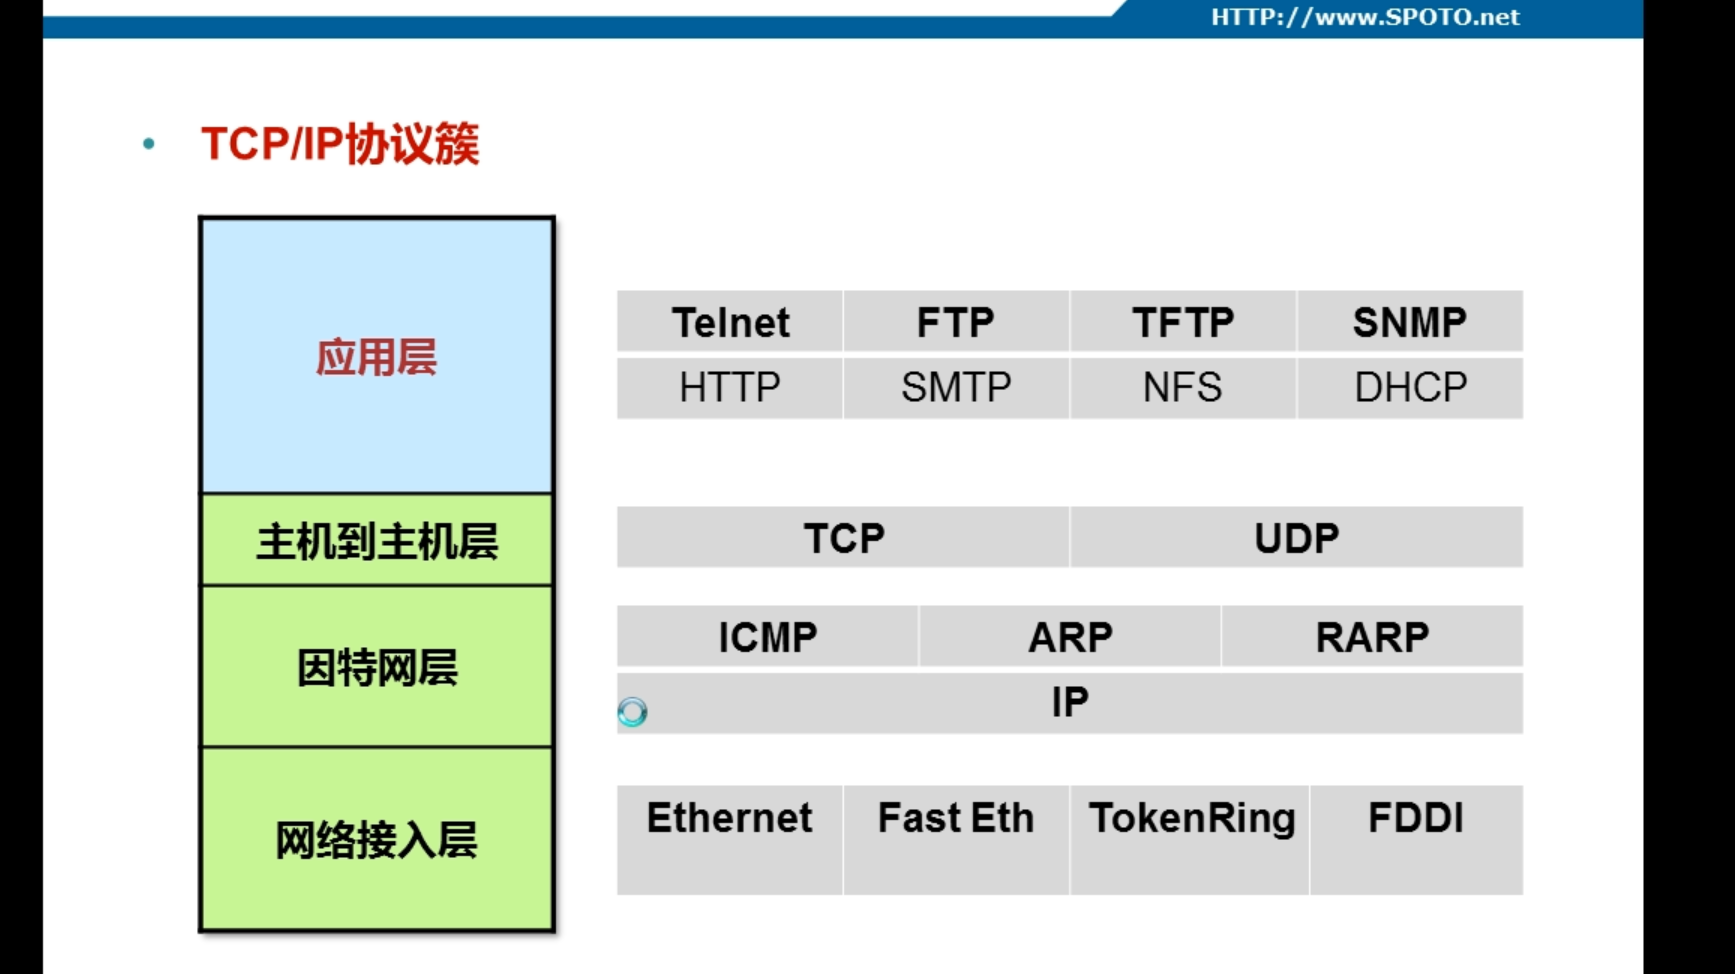 HTTP://www.SPOTO.net
• TCP/IP协议簇
应用层
Telnet FTP TFTP SNMP
HTTP SMTP NFS DHCP
主机到主机层
TCP UDP
因特网层
ICMP ARP RARP
IP
网络接入层
Ethernet Fast Eth TokenRing FDDI